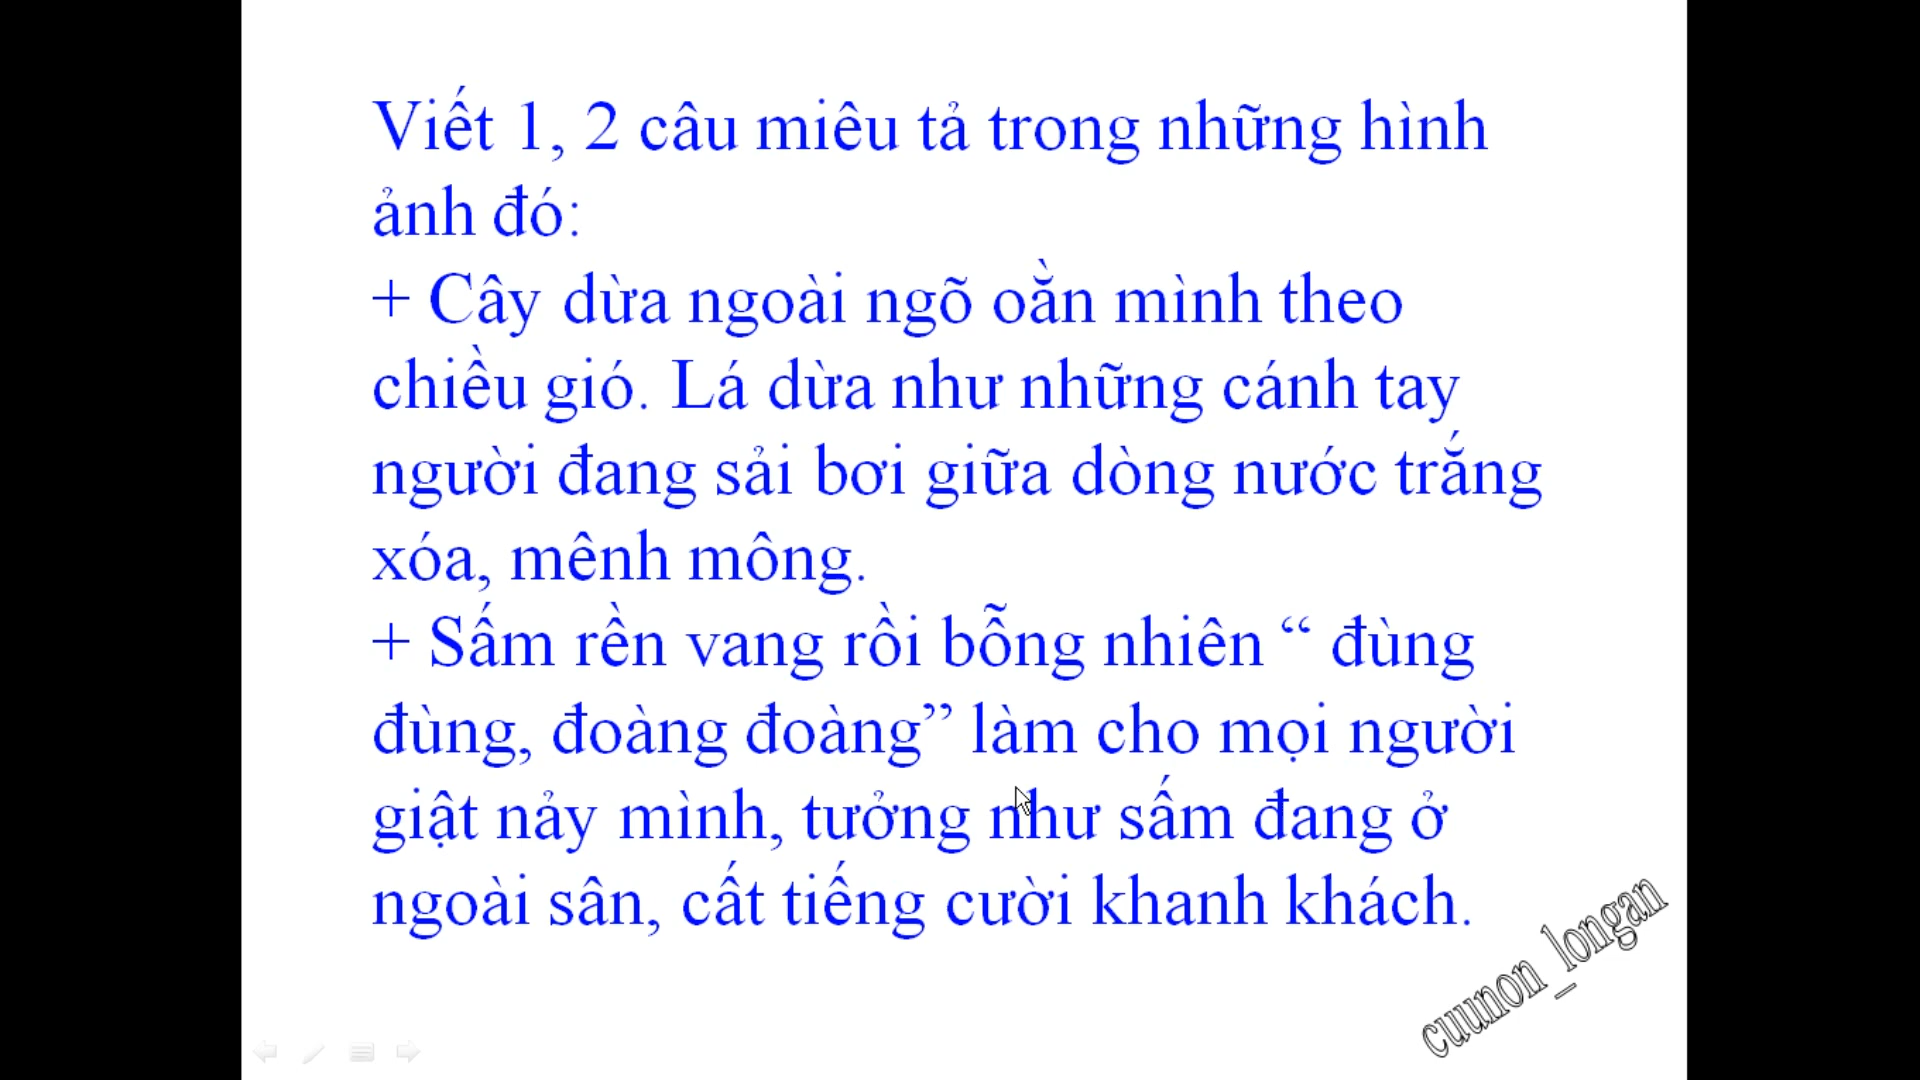 Viết 1, 2 câu miêu tả trong những hình
ảnh đó:
+ Cây dừa ngoài ngõ oằn mình theo
chiều gió. Lá dừa như những cánh tay
người đang sải bơi giữa dòng nước trắng
xóa, mênh mông.
+ Sấm rền vang rồi bỗng nhiên “ đùng
đùng, đoàng đoàng” làm cho mọi người
giật nảy mình, tưởng như sấm đang ở
ngoài sân, cất tiếng cười khanh khách.
cuunon_longan